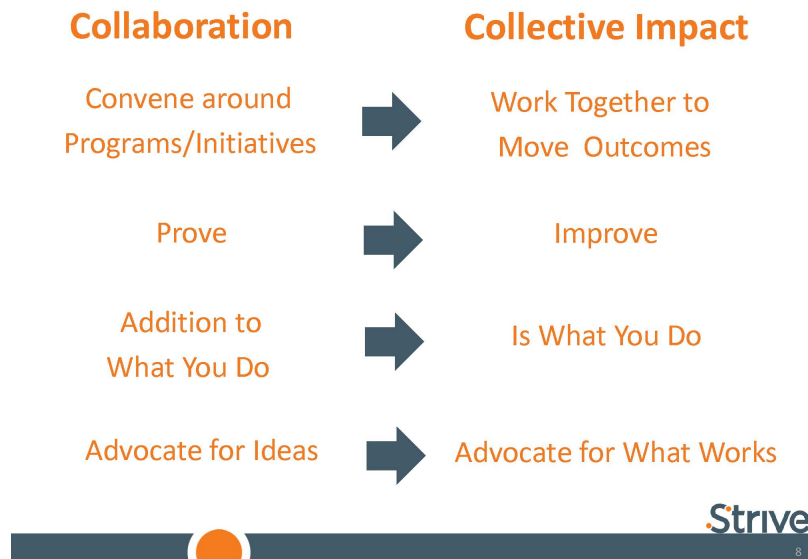 Collaboration
Collective Impact
Convene around
Programs/Initiatives
Work Together to
Move Outcomes
Prove
Improve
Addition to
What You Do
Is What You Do
Advocate for Ideas
Advocate for What Works
Strive
8